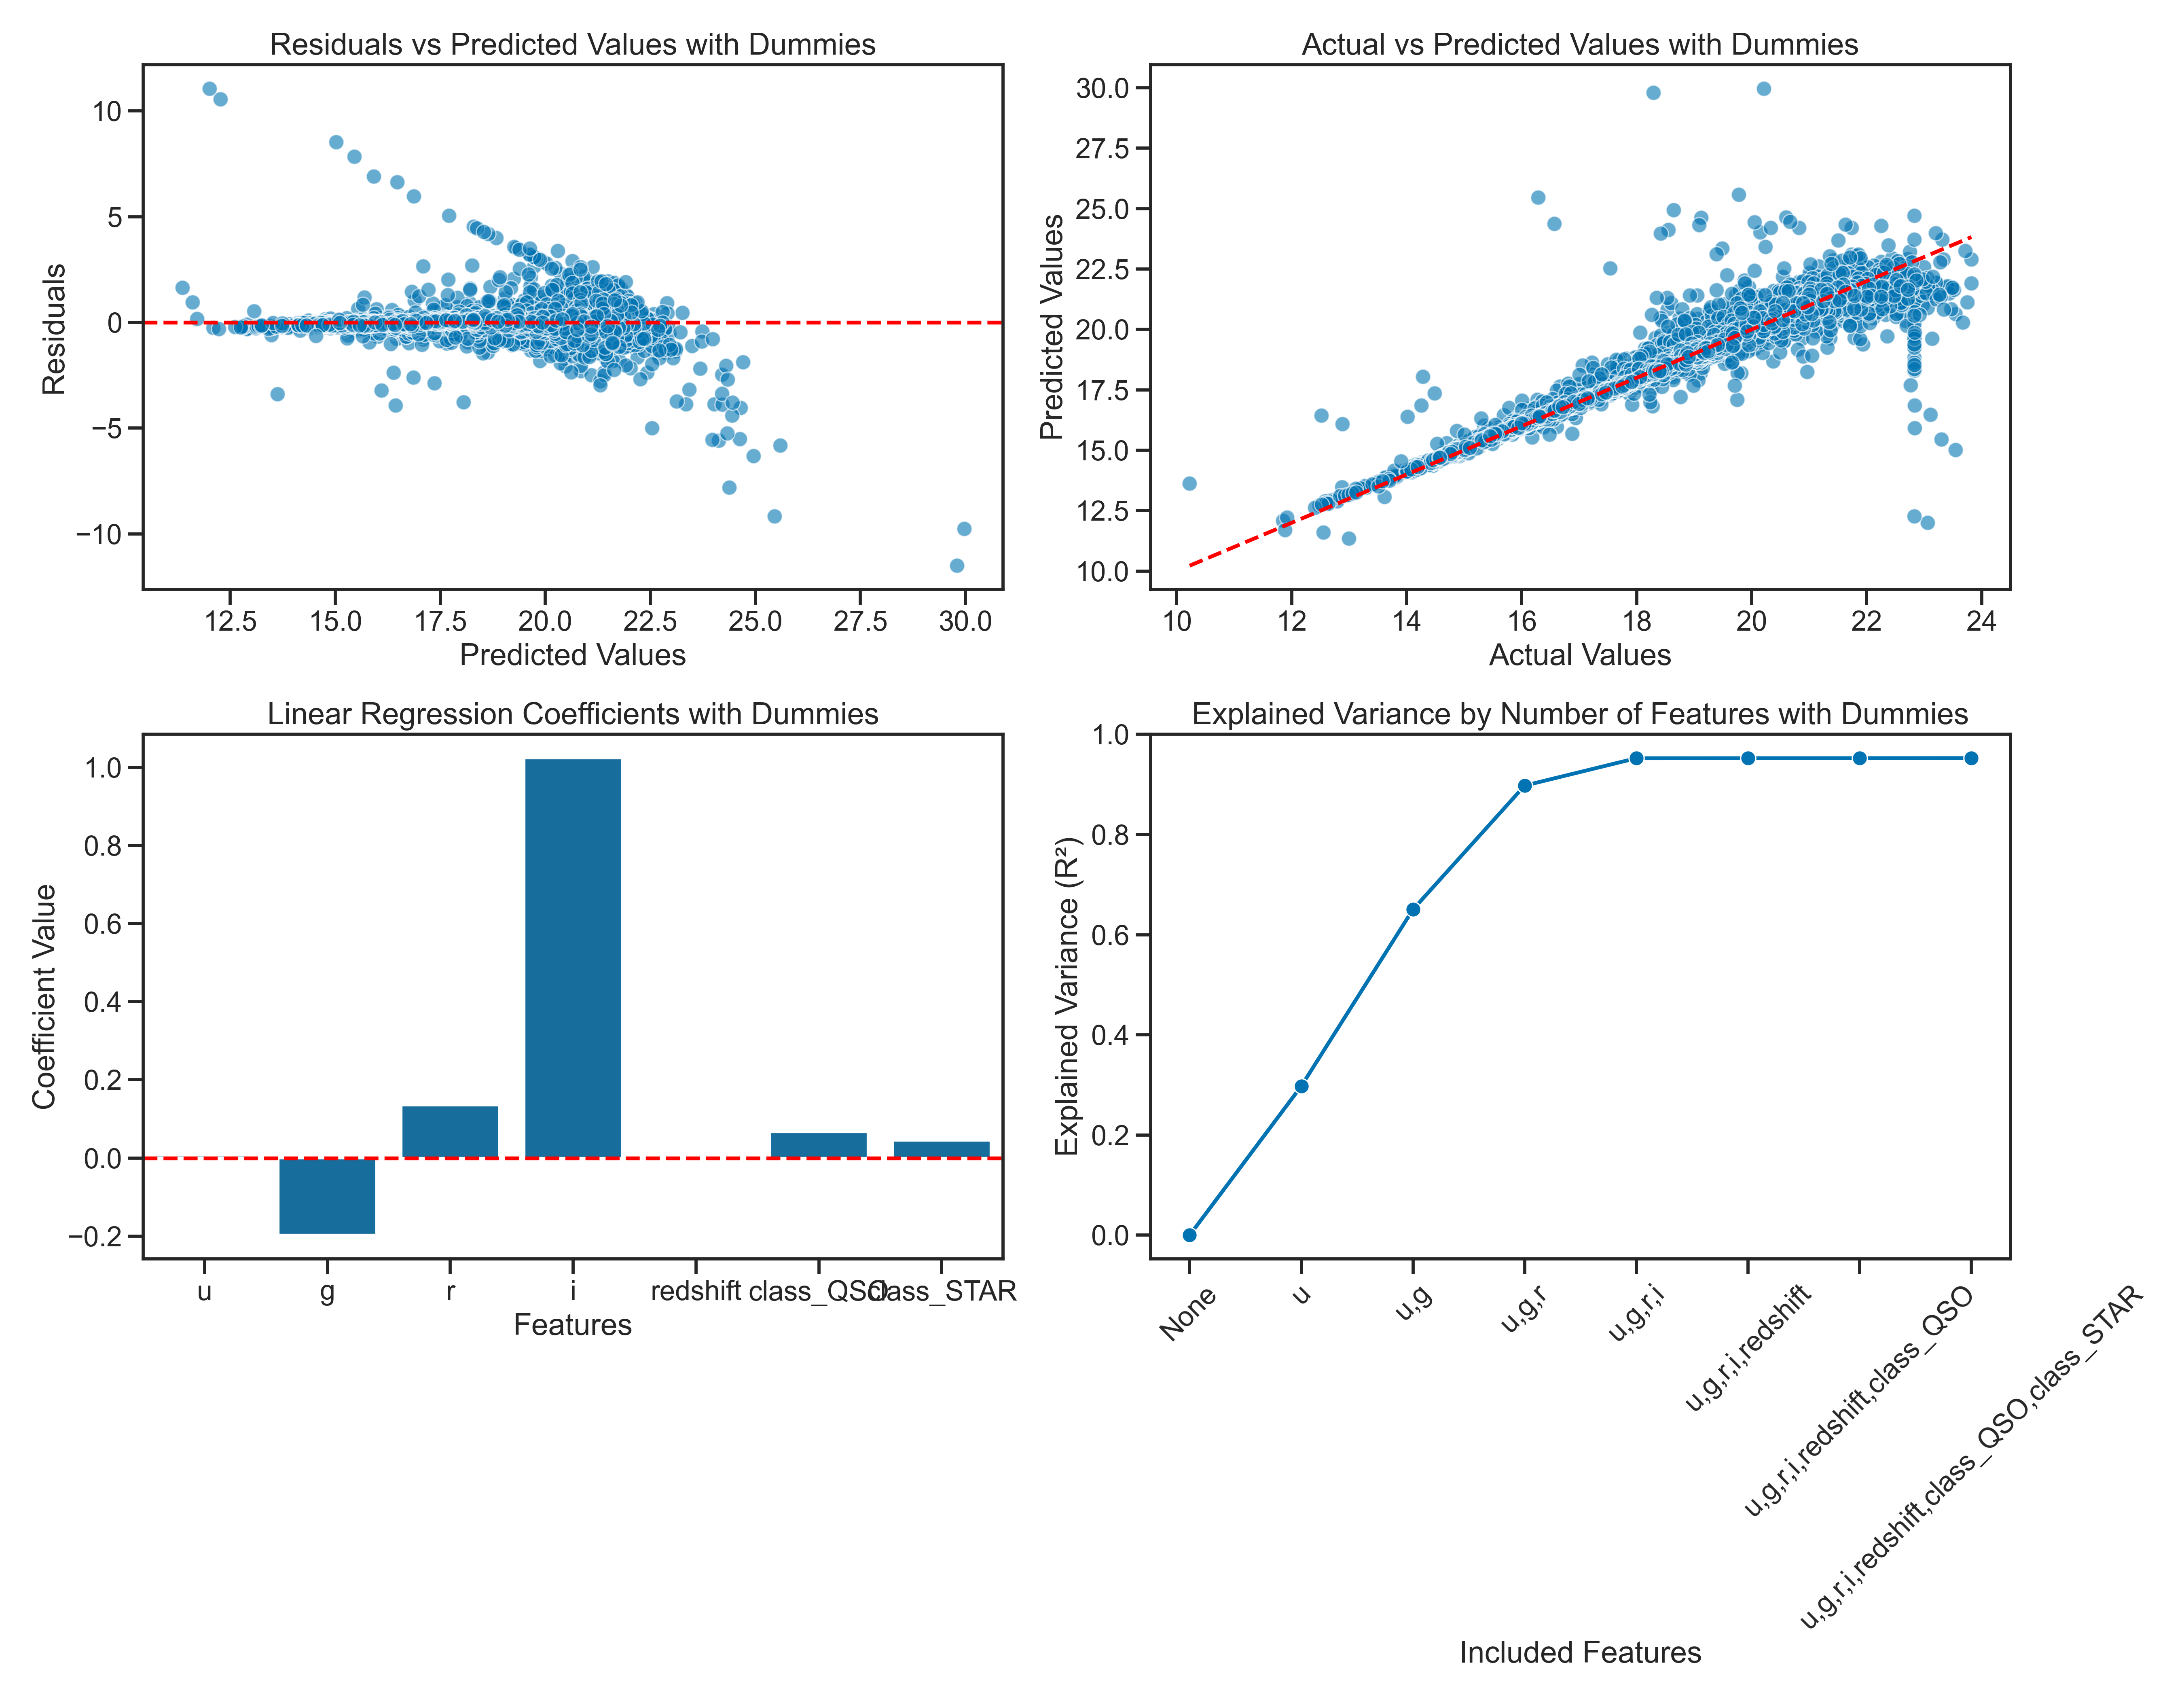 Residuals vs Predicted Values with Dummies
10
5
0
−5
−10
Residuals
12.5 15.0 17.5 20.0 22.5 25.0 27.5 30.0
Predicted Values
Actual vs Predicted Values with Dummies
30.0
27.5
25.0
22.5
20.0
17.5
15.0
12.5
10.0
Predicted Values
10 12 14 16 18 20 22 24
Actual Values
Linear Regression Coefficients with Dummies
1.0
0.8
0.6
0.4
0.2
0.0
−0.2
Coefficient Value
u g r i redshift class_QSO class_STAR
Features
Explained Variance by Number of Features with Dummies
1.0
0.8
0.6
0.4
0.2
0.0
Explained Variance (R²)
None
u
u,g
u,g,r
u,g,r,i
u,g,r,i,redshift
u,g,r,i,redshift,class_QSO
u,g,r,i,redshift,class_QSO,class_STAR
Included Features